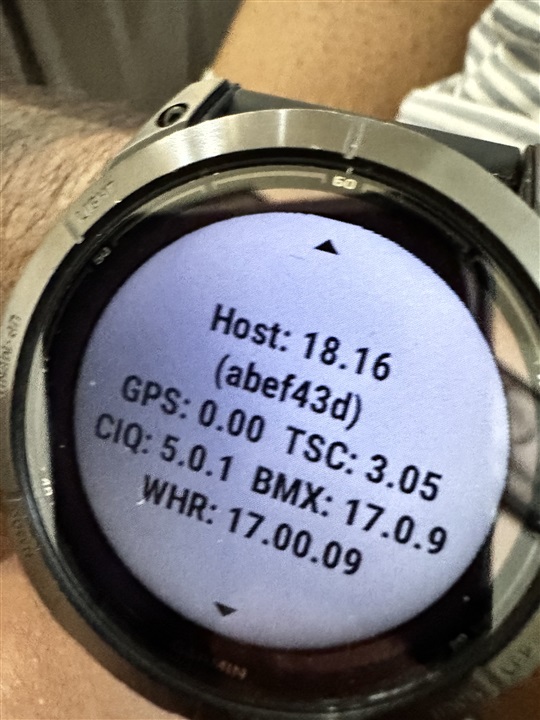 60
Host: 18.16
(abef43d)
GPS: 0.00 TSC: 3.05
CIQ: 5.0.1 BMX: 17.0.9
WHR: 17.00.09